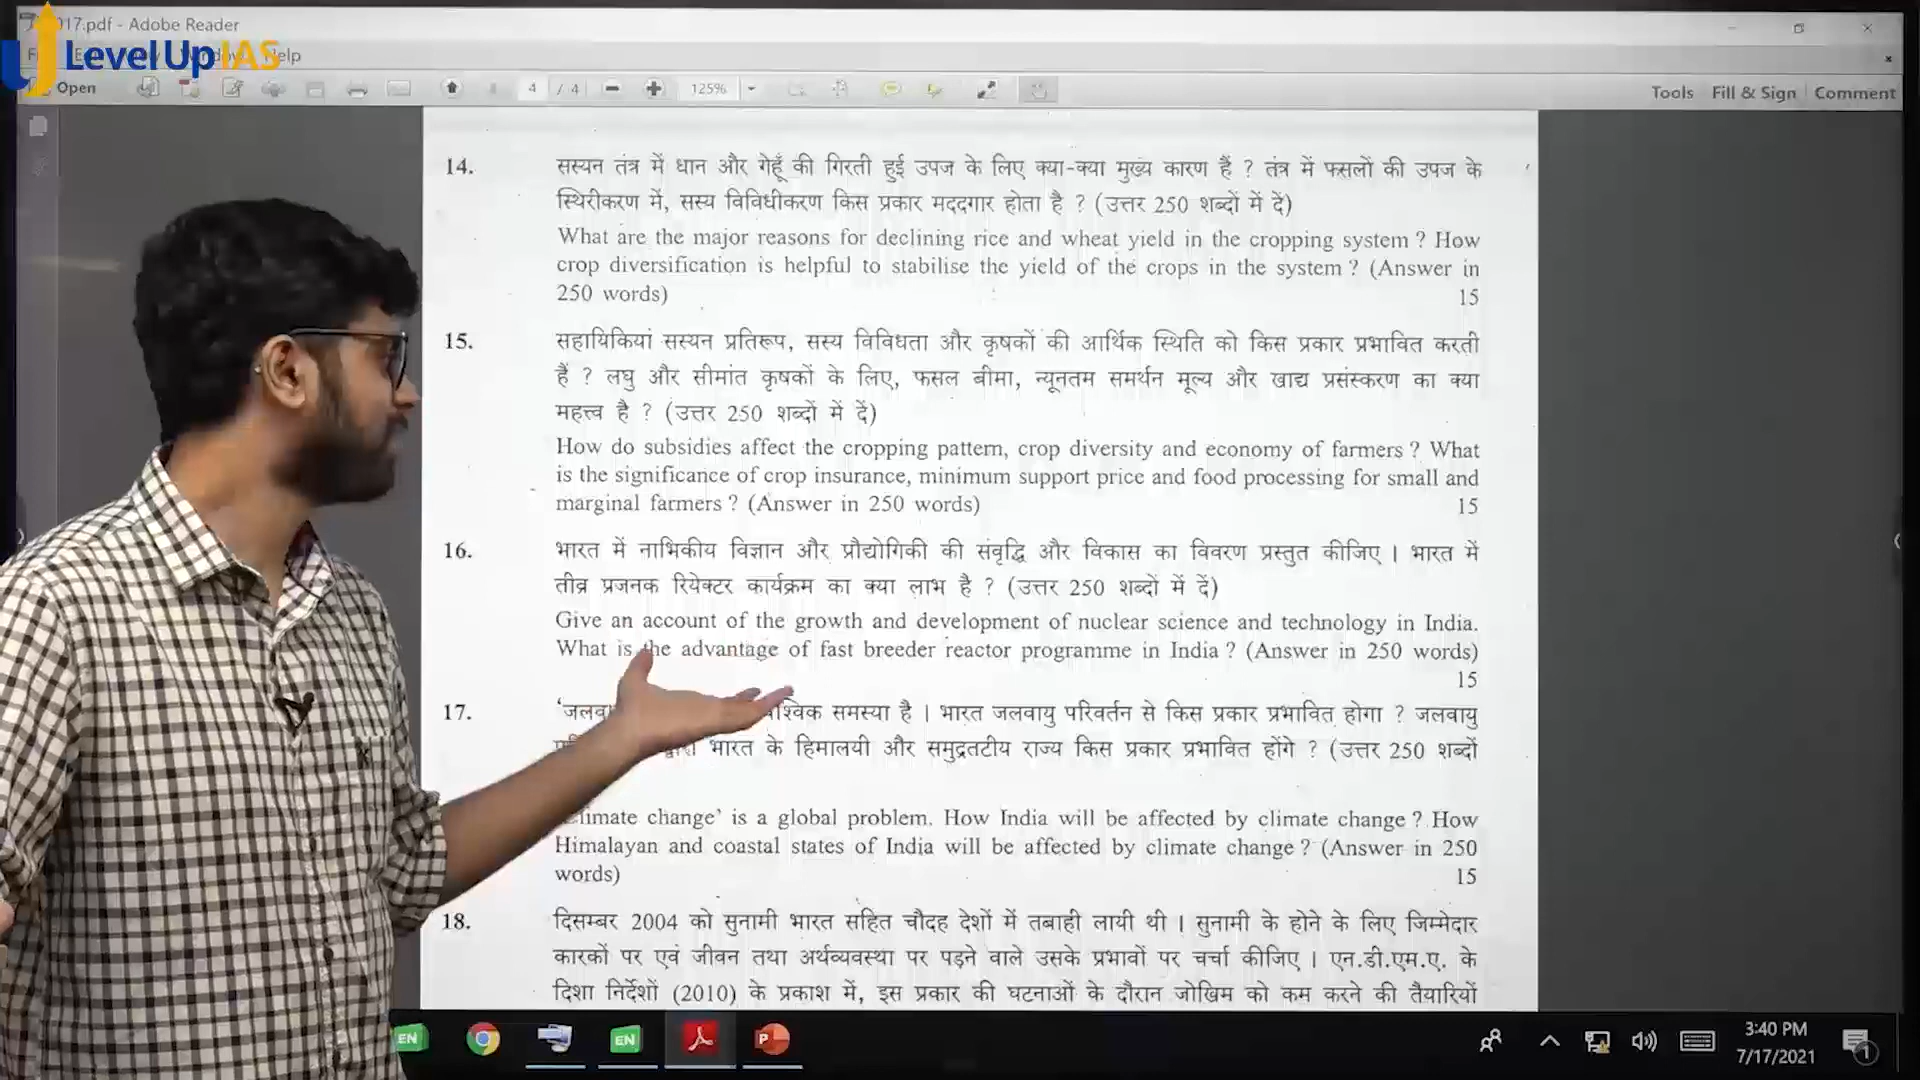 017.pdf - Adobe Reader
LevelUp IAS
Help
Open
4 / 4
125%
Tools Fill & Sign Comment
14. सस्यन तंत्र में धान और गेहूँ की गिरती हुई उपज के लिए क्या-क्या मुख्य कारण हैं ? तंत्र में फसलों की उपज के
स्थिरीकरण में, सस्य विविधीकरण किस प्रकार मददगार होता है ? (उत्तर 250 शब्दों में दें)
What are the major reasons for declining rice and wheat yield in the cropping system ? How
crop diversification is helpful to stabilise the yield of the crops in the system ? (Answer in
250 words) 15
15. सहायिकियां सस्यन प्रतिरूप, सस्य विविधता और कृषकों की आर्थिक स्थिति को किस प्रकार प्रभावित करती
हैं ? लघु और सीमांत कृषकों के लिए, फसल बीमा, न्यूनतम समर्थन मूल्य और खाद्य प्रसंस्करण का क्या
महत्त्व है ? (उत्तर 250 शब्दों में दें)
How do subsidies affect the cropping pattern, crop diversity and economy of farmers ? What
is the significance of crop insurance, minimum support price and food processing for small and
marginal farmers ? (Answer in 250 words) 15
16. भारत में नाभिकीय विज्ञान और प्रौद्योगिकी की संवृद्धि और विकास का विवरण प्रस्तुत कीजिए । भारत में
तीव्र प्रजनक रियेक्टर कार्यक्रम का क्या लाभ है ? (उत्तर 250 शब्दों में दें)
Give an account of the growth and development of nuclear science and technology in India.
What is the advantage of fast breeder reactor programme in India ? (Answer in 250 words)
15
17. समस्या है । भारत जलवायु परिवर्तन से किस प्रकार प्रभावित होगा ? जलवायु
भारत के हिमालयी और समुद्रतटीय राज्य किस प्रकार प्रभावित होंगे ? (उत्तर 250 शब्दों
change' is a global problem. How India will be affected by climate change ? How
Himalayan and coastal states of India will be affected by climate change ? (Answer in 250
words) 15
18. दिसम्बर 2004 को सुनामी भारत सहित चौदह देशों में तबाही लायी थी । सुनामी के होने के लिए जिम्मेदार
कारकों पर एवं जीवन तथा अर्थव्यवस्था पर पड़ने वाले उसके प्रभावों पर चर्चा कीजिए । एन.डी.एम.ए. के
दिशा निर्देशों (2010) के प्रकाश में, इस प्रकार की घटनाओं के दौरान जोखिम को कम करने की तैयारियों
EN
EN
3:40 PM
7/17/2021
1